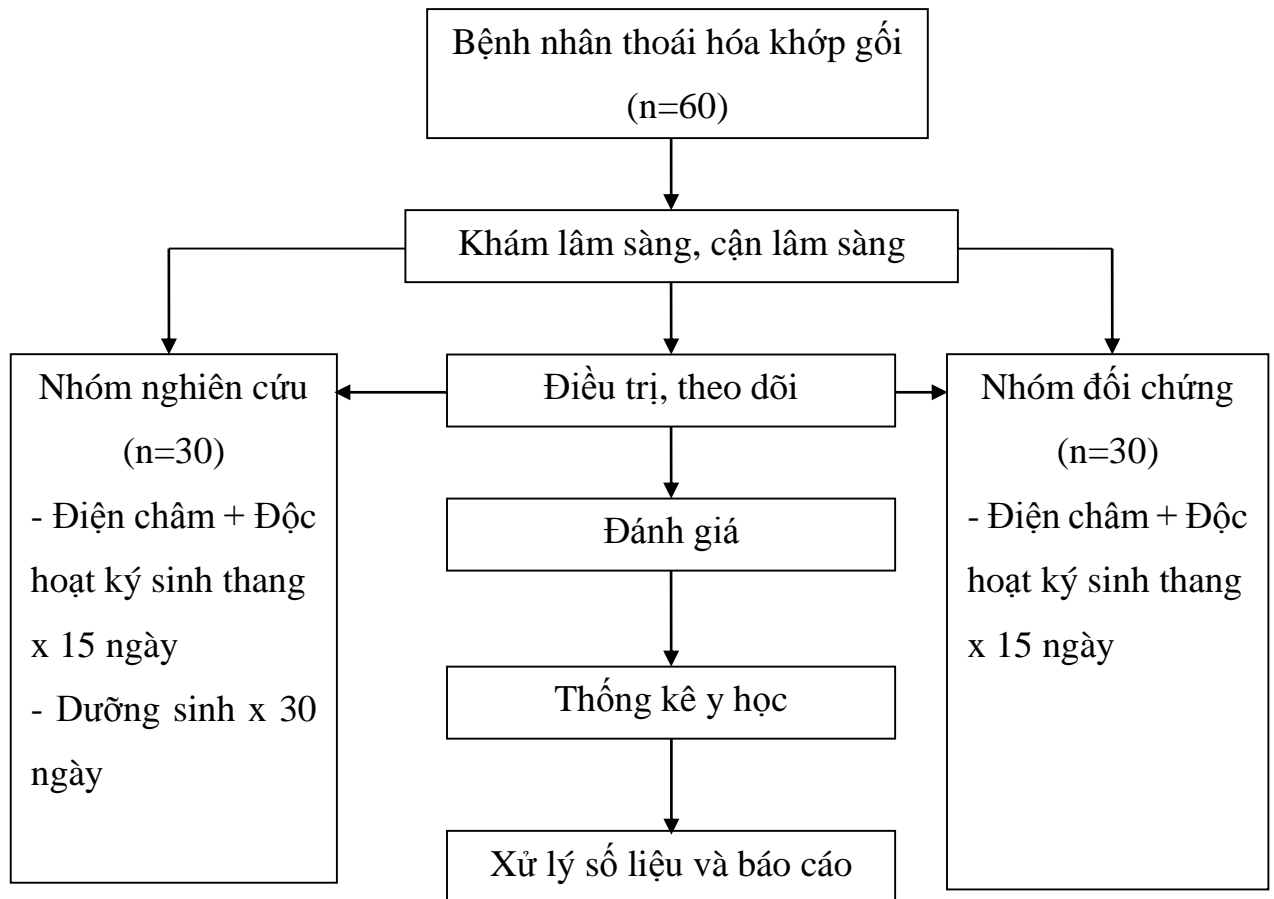 Bệnh nhân thoái hóa khớp gối
(n=60)
Khám lâm sàng, cận lâm sàng
Nhóm nghiên cứu
(n=30)
- Điện châm + Độc
hoạt ký sinh thang
x 15 ngày
- Dưỡng sinh x 30
ngày
Điều trị, theo dõi
Đánh giá
Thống kê y học
Xử lý số liệu và báo cáo
Nhóm đối chứng
(n=30)
- Điện châm + Độc
hoạt ký sinh thang
x 15 ngày